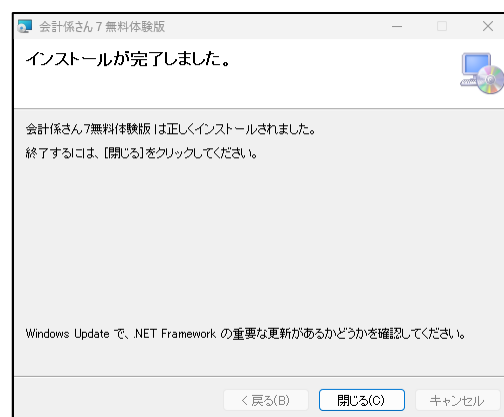 会計係さん7 無料体験版
インストールが完了しました。
会計係さん7無料体験版 は正しくインストールされました。
終了するには、[閉じる]をクリックしてください。
Windows Update で、.NET Framework の重要な更新があるかどうかを確認してください。
< 戻る(B)
閉じる(C)
キャンセル